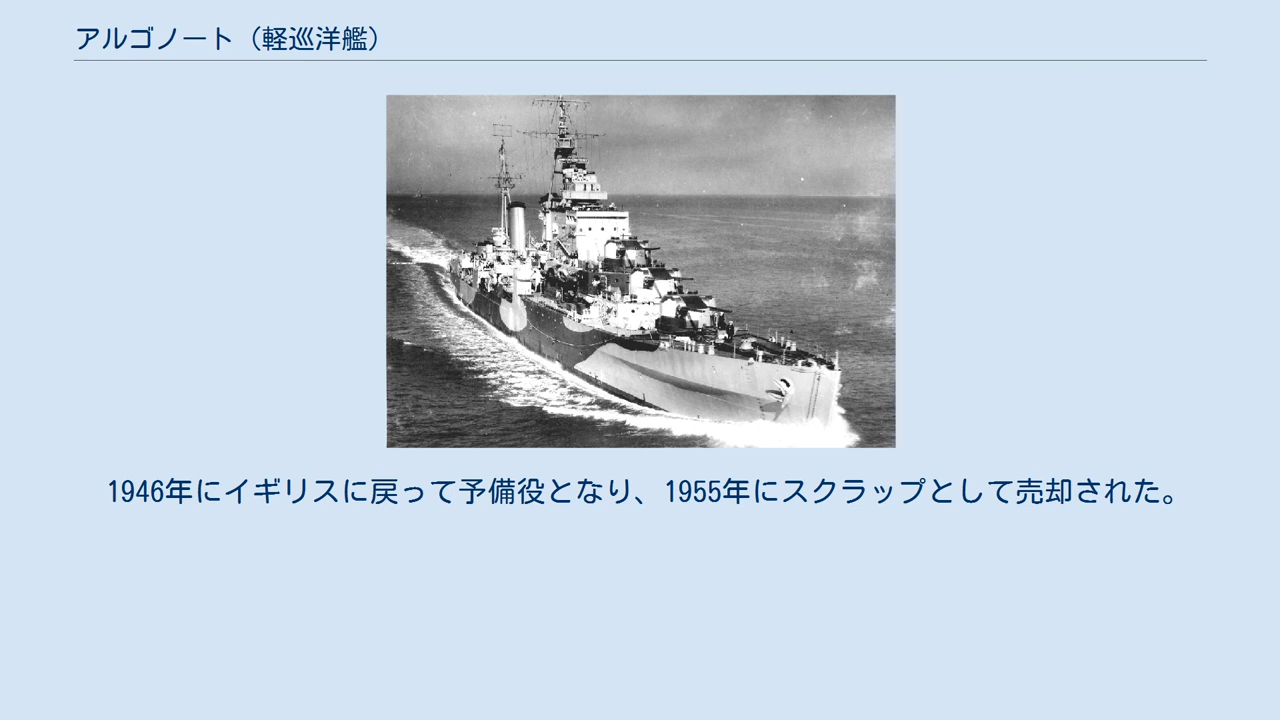 アルゴノート（軽巡洋艦）
1946年にイギリスに戻って予備役となり、1955年にスクラップとして売却された。